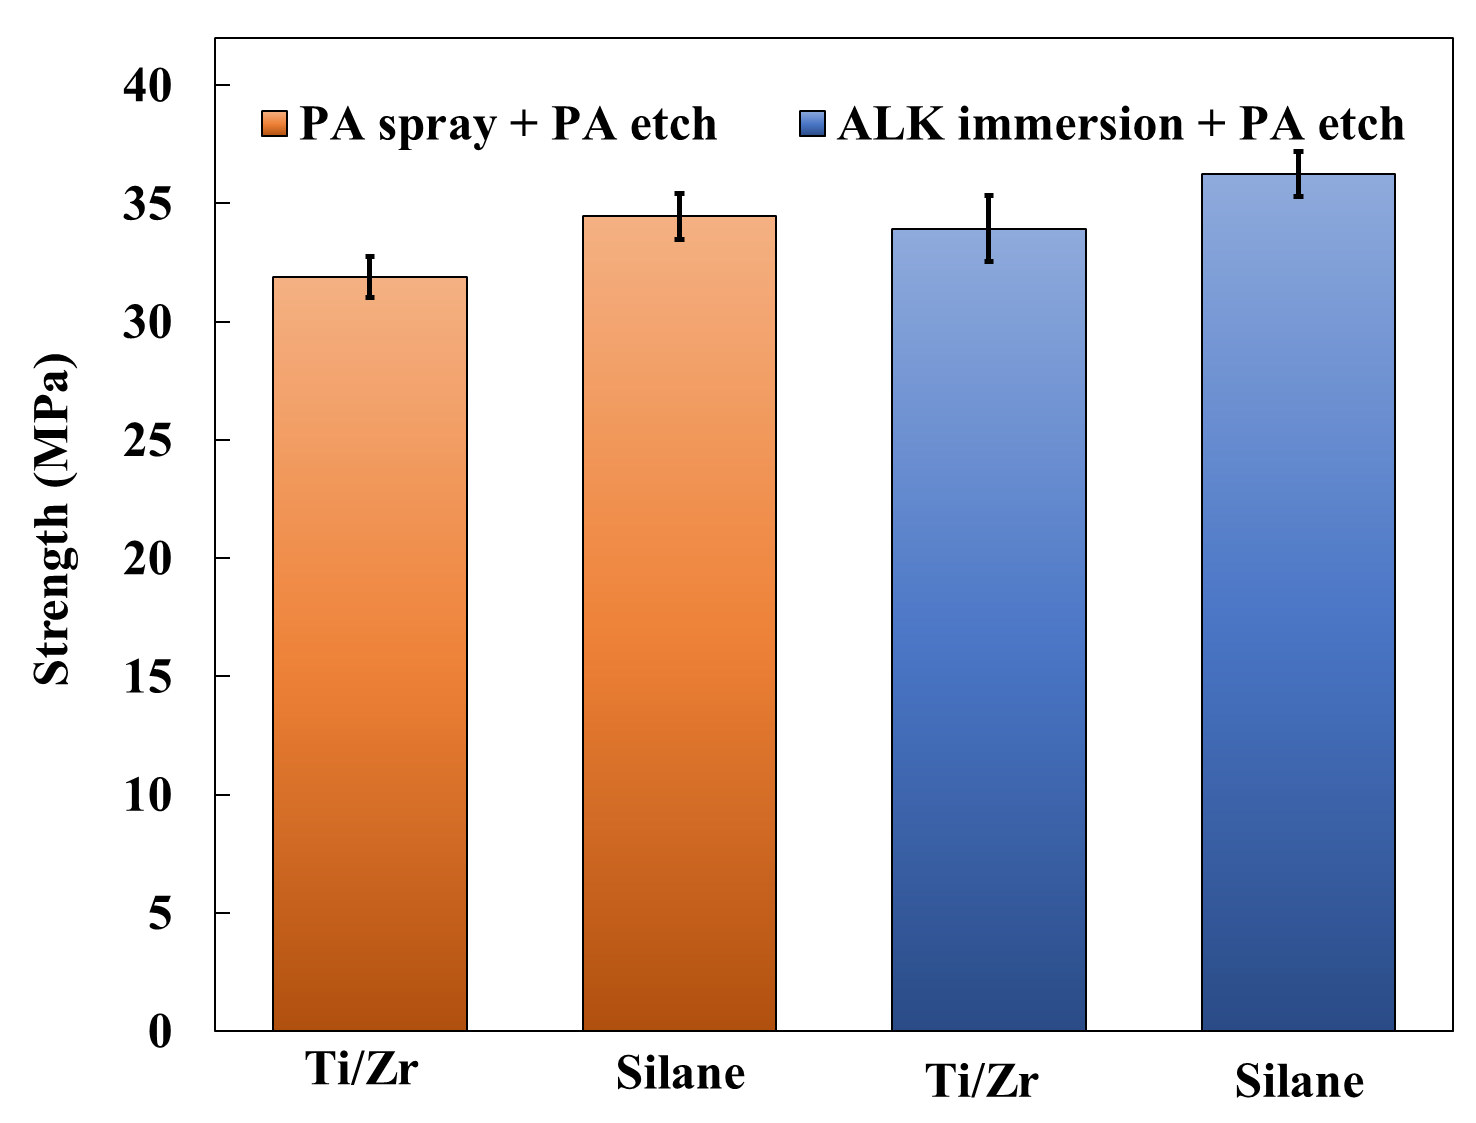 40
PA spray + PA etch
ALK immersion + PA etch
35
30
25
20
15
10
5
0
Strength (MPa)
Ti/Zr
Silane
Ti/Zr
Silane